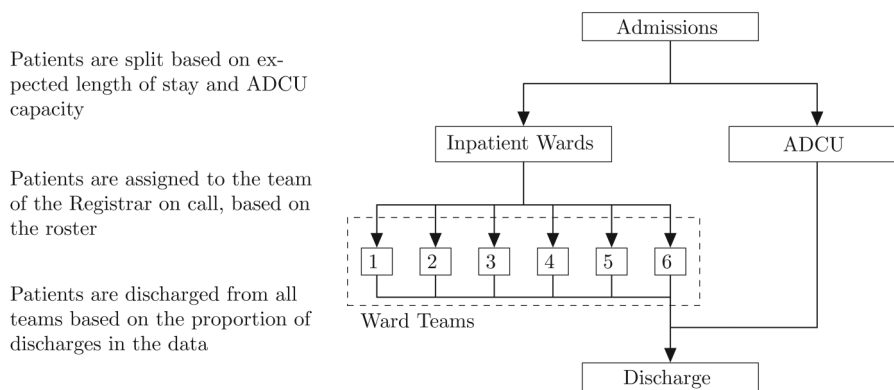 Admissions
Patients are split based on ex-
pected length of stay and ADCU
capacity
Inpatient Wards
ADCU
Patients are assigned to the team
of the Registrar on call, based on
the roster
1 2 3 4 5 6
Patients are discharged from all
teams based on the proportion of
discharges in the data
Ward Teams
Discharge